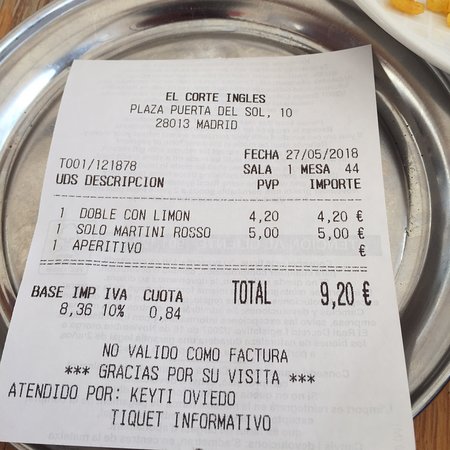 EL CORTE INGLES
PLAZA PUERTA DEL SOL, 10
28013 MADRID
FECHA 27/05/2018
T001/121878 SALA 1 MESA 44
UDS DESCRIPCION PVP IMPORTE
1 DOBLE CON LIMON 4,20 4,20 €
1 SOLO MARTINI ROSSO 5,00 5,00 €
1 APERITIVO €
BASE IMP IVA CUOTA TOTAL 9,20 €
8,36 10% 0,84
NO VALIDO COMO FACTURA
*** GRACIAS POR SU VISITA ***
ATENDIDO POR: KEYTI OVIEDO
TIQUET INFORMATIVO